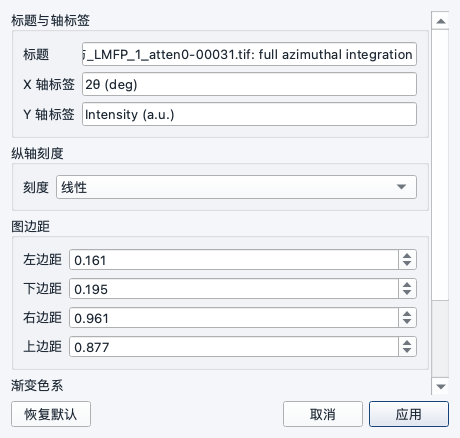 标题与轴标签
标题 _LMFP_1_atten0-00031.tif: full azimuthal integration
X 轴标签 2θ (deg)
Y 轴标签 Intensity (a.u.)
纵轴刻度
刻度 线性
图边距
左边距 0.161
下边距 0.195
右边距 0.961
上边距 0.877
渐变色系
恢复默认 取消 应用